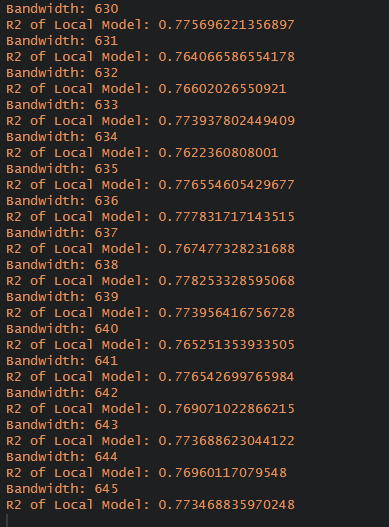 Bandwidth: 630
R2 of Local Model: 0.775696221356897
Bandwidth: 631
R2 of Local Model: 0.764066586554178
Bandwidth: 632
R2 of Local Model: 0.76602026550921
Bandwidth: 633
R2 of Local Model: 0.773937802449409
Bandwidth: 634
R2 of Local Model: 0.7622360808001
Bandwidth: 635
R2 of Local Model: 0.776554605429677
Bandwidth: 636
R2 of Local Model: 0.777831717143515
Bandwidth: 637
R2 of Local Model: 0.767477328231688
Bandwidth: 638
R2 of Local Model: 0.778253328595068
Bandwidth: 639
R2 of Local Model: 0.773956416756728
Bandwidth: 640
R2 of Local Model: 0.765251353933505
Bandwidth: 641
R2 of Local Model: 0.776542699765984
Bandwidth: 642
R2 of Local Model: 0.769071022866215
Bandwidth: 643
R2 of Local Model: 0.773688623044122
Bandwidth: 644
R2 of Local Model: 0.76960117079548
Bandwidth: 645
R2 of Local Model: 0.773468835970248